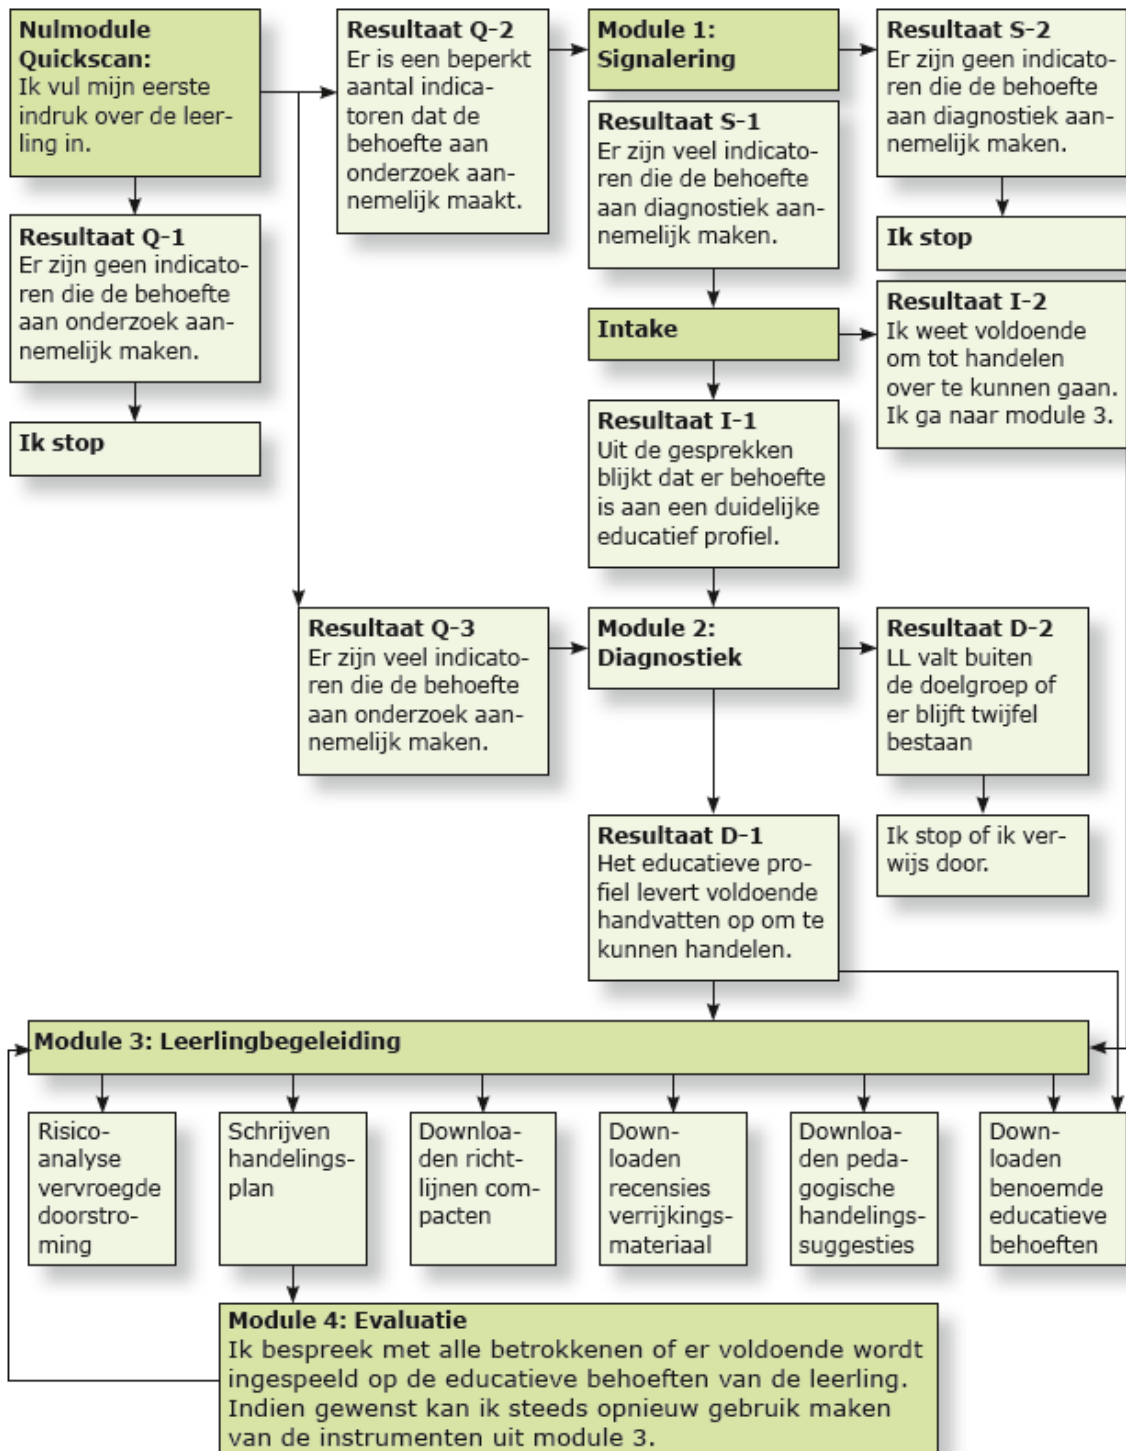 Nulmodule
Quickscan:
Ik vul mijn eerste
indruk over de leer-
ling in.
Resultaat Q-1
Er zijn geen indicato-
ren die de behoefte
aan onderzoek aan-
nemelijk maken.
Ik stop
Resultaat Q-2
Er is een beperkt
aantal indica-
toren dat de
behoefte aan
onderzoek aan-
nemelijk maakt.
Module 1:
Signalering
Resultaat S-1
Er zijn veel indicato-
ren die de behoefte
aan diagnostiek aan-
nemelijk maken.
Resultaat S-2
Er zijn geen indicato-
ren die de behoefte
aan diagnostiek aan-
nemelijk maken.
Ik stop
Intake
Resultaat I-2
Ik weet voldoende
om tot handelen
over te kunnen gaan.
Ik ga naar module 3.
Resultaat I-1
Uit de gesprekken
blijkt dat er behoefte
is aan een duidelijke
educatief profiel.
Resultaat Q-3
Er zijn veel indicato-
ren die de behoefte
aan onderzoek aan-
nemelijk maken.
Module 2:
Diagnostiek
Resultaat D-2
LL valt buiten
de doelgroep of
er blijft twijfel
bestaan
Ik stop of ik ver-
wijs door.
Resultaat D-1
Het educatieve pro-
fiel levert voldoende
handvatten op om te
kunnen handelen.
Module 3: Leerlingbegeleiding
Risico-
analyse
vervroegde
doorstro-
ming
Schrijven
handelings-
plan
Downloa-
den richt-
lijnen com-
pacten
Down-
loaden
recensies
verrijkings-
materiaal
Downloa-
den peda-
gogische
handelings-
suggesties
Down-
loaden
benoemde
educatieve
behoeften
Module 4: Evaluatie
Ik bespreek met alle betrokkenen of er voldoende wordt
ingespeeld op de educatieve behoeften van de leerling.
Indien gewenst kan ik steeds opnieuw gebruik maken
van de instrumenten uit module 3.